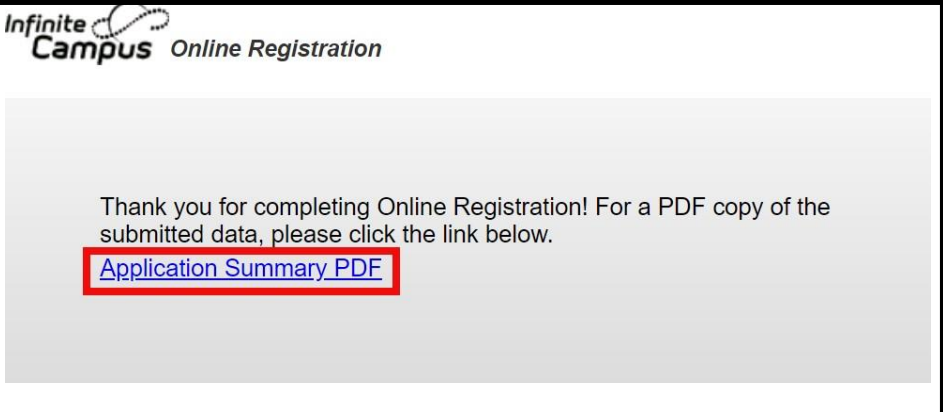 Infinite
Campus Online Registration
Thank you for completing Online Registration! For a PDF copy of the
submitted data, please click the link below.
Application Summary PDF